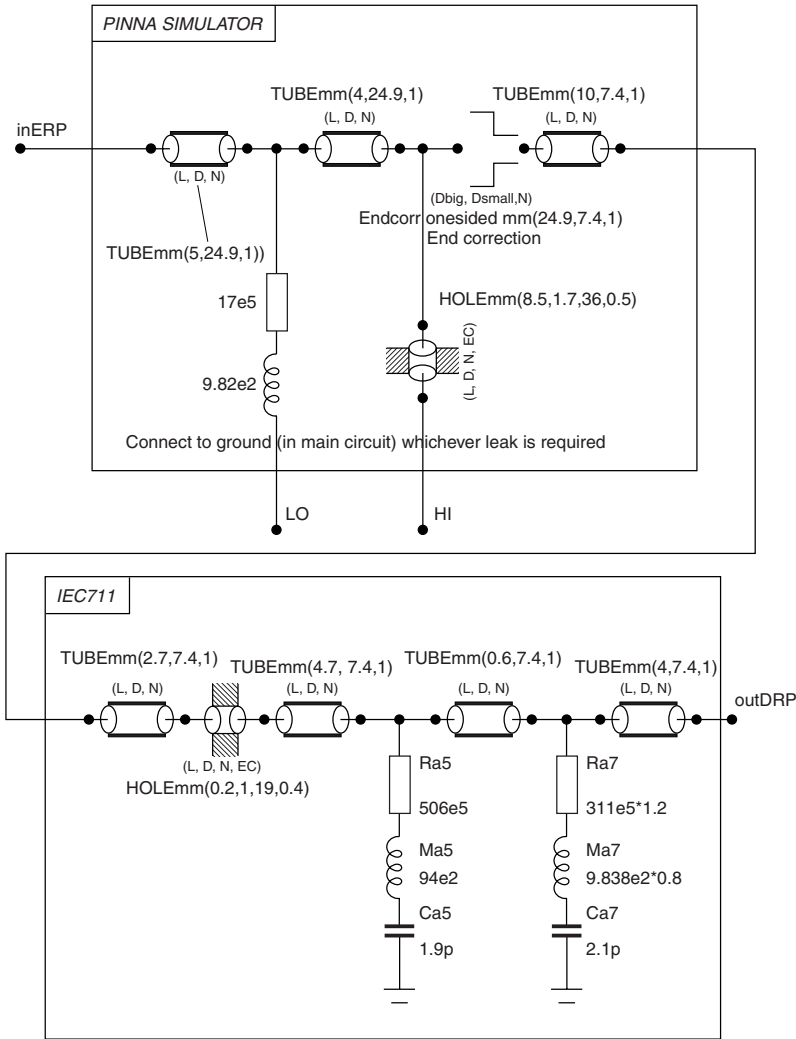 PINNA SIMULATOR
TUBEmm(4,24.9,1)
(L, D, N)
TUBEmm(10,7.4,1)
(L, D, N)
inERP
(L, D, N)
(Dbig, Dsmall,N)
Endcorr onesided mm(24.9,7.4,1)
End correction
TUBEmm(5,24.9,1))
17e5
HOLEmm(8.5,1.7,36,0.5)
(L, D, N, EC)
9.82e2
Connect to ground (in main circuit) whichever leak is required
LO
HI
IEC711
TUBEmm(2.7,7.4,1)
(L, D, N)
TUBEmm(4.7, 7.4,1)
(L, D, N)
TUBEmm(0.6,7.4,1)
(L, D, N)
TUBEmm(4,7.4,1)
(L, D, N)
outDRP
(L, D, N, EC)
HOLEmm(0.2,1,19,0.4)
Ra5
506e5
Ma5
94e2
Ca5
1.9p
Ra7
311e5*1.2
Ma7
9.838e2*0.8
Ca7
2.1p